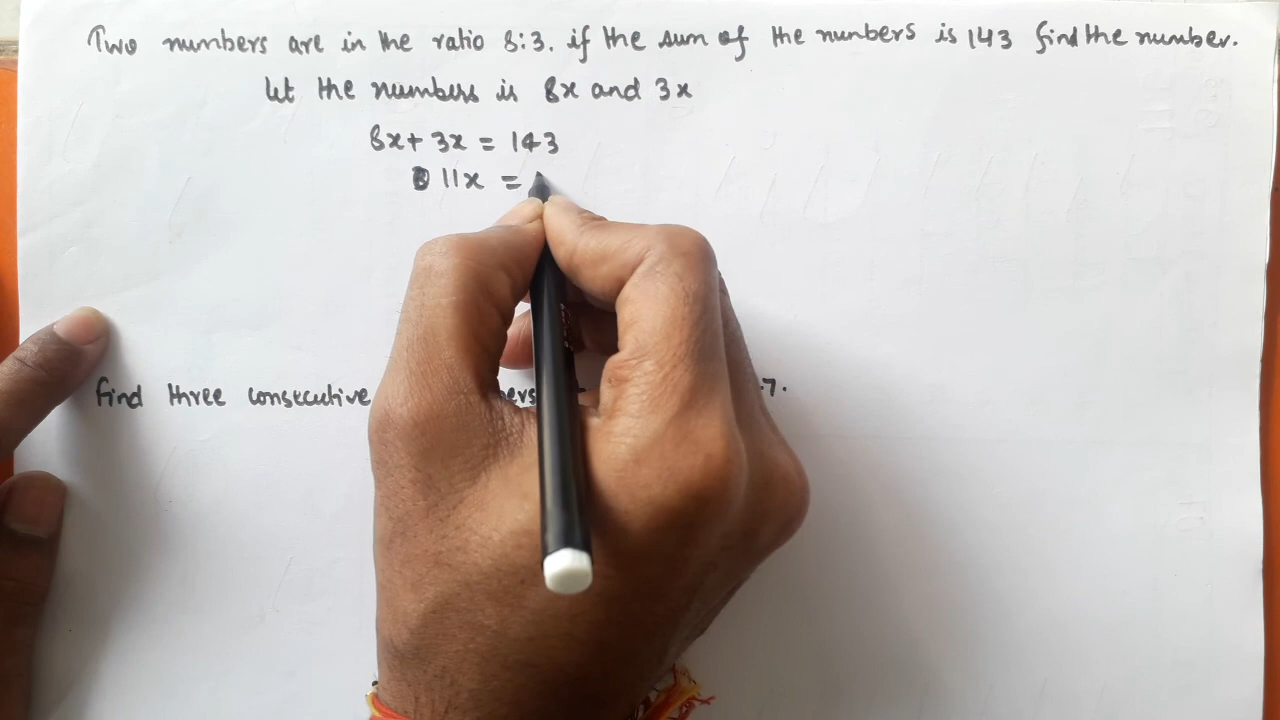 Two numbers are in the ratio 8:3. if the sum of the numbers is 143 find the number.
let the numbers is 8x and 3x
8x + 3x = 143
11x =
find three consecutive 7.